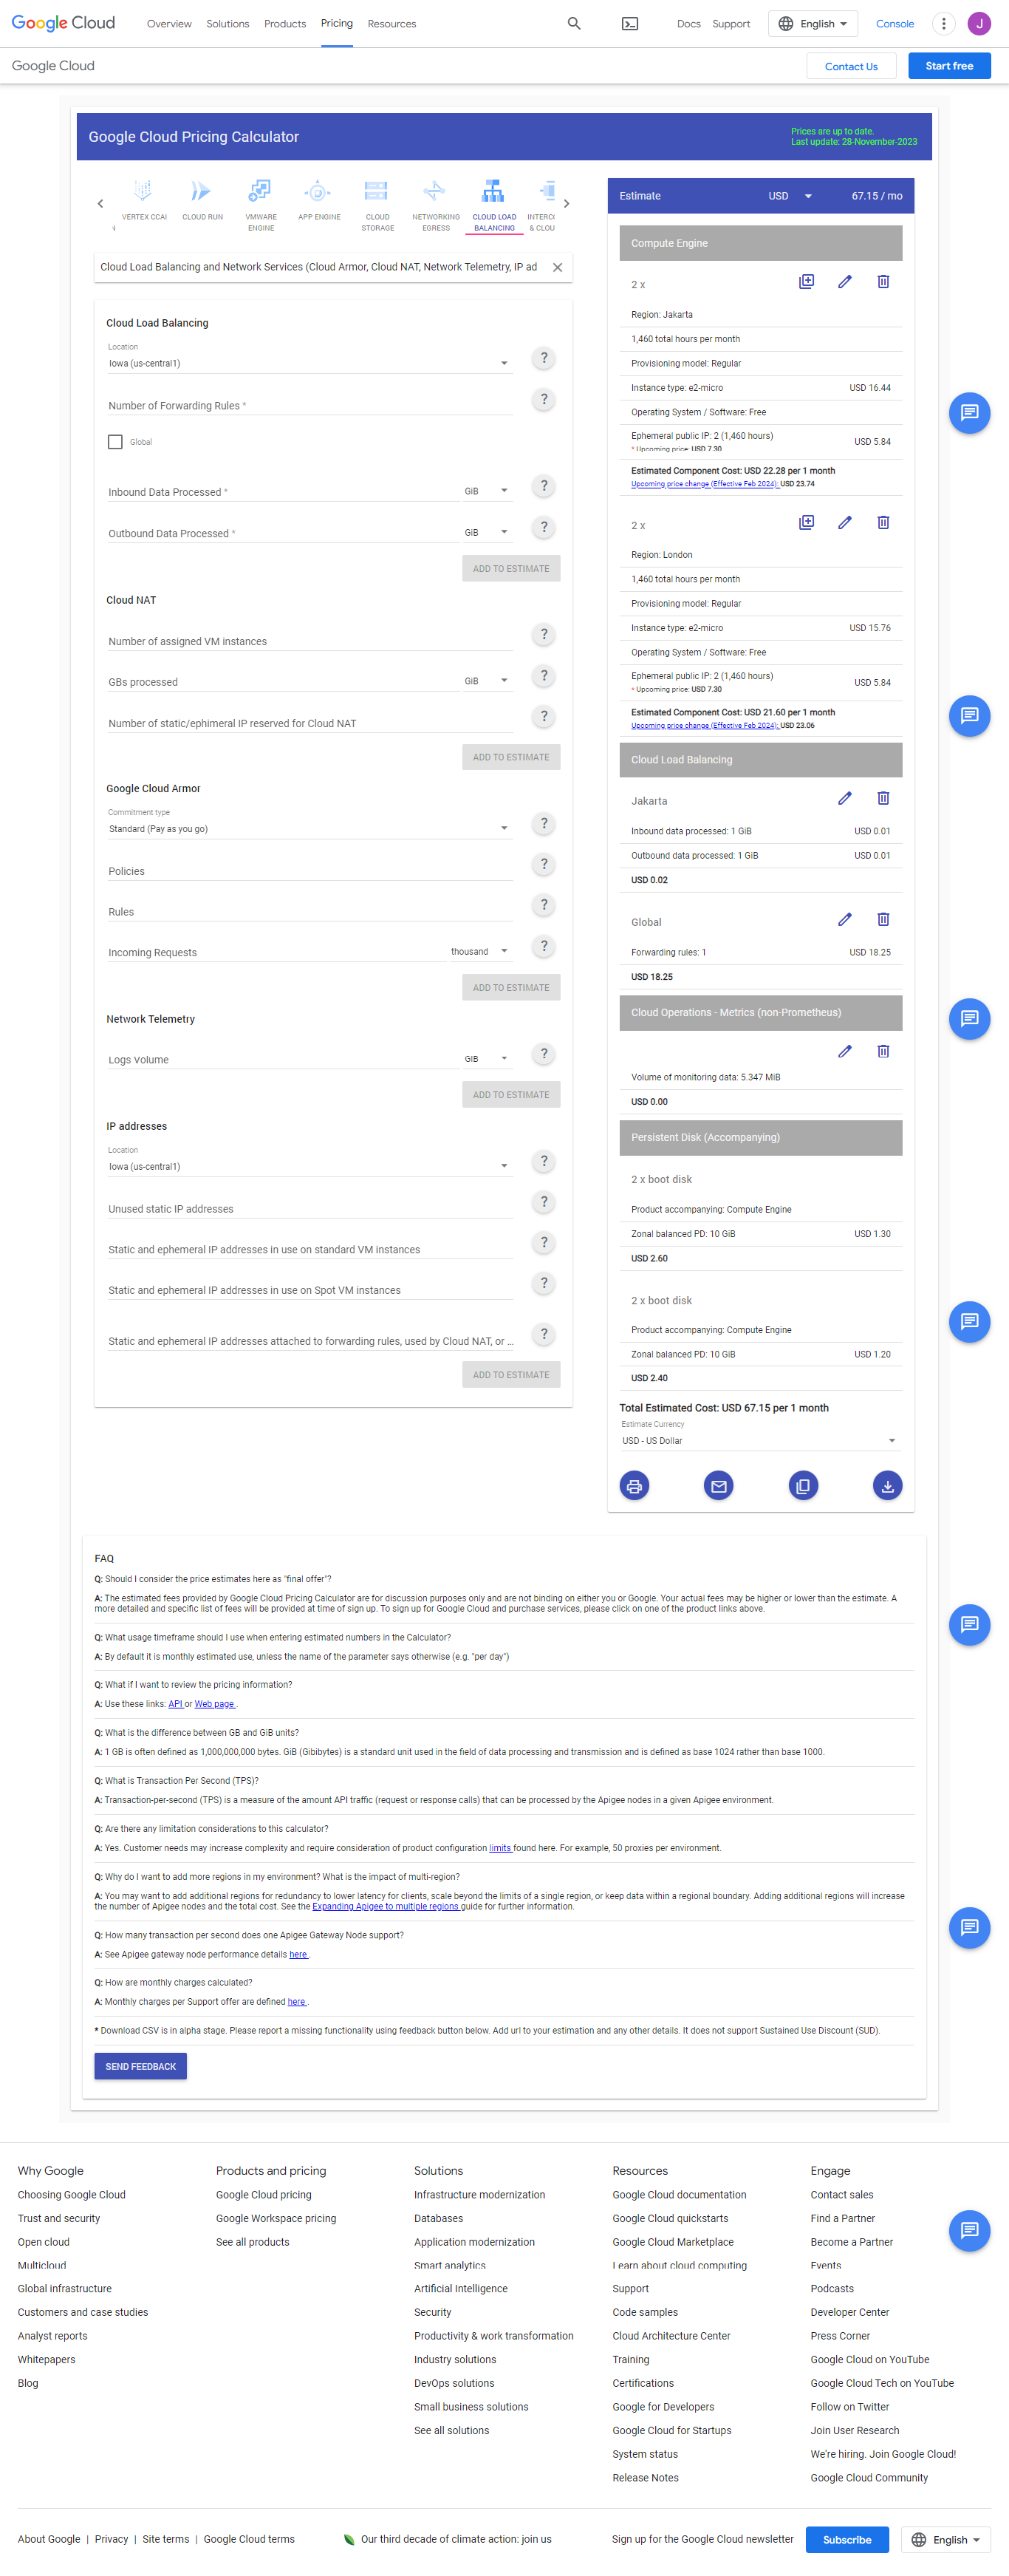 Google Cloud
Overview
Solutions
Products
Pricing
Resources
Docs
Support
English
Console
J
Google Cloud
Contact Us
Start free
Google Cloud Pricing Calculator
Prices are up to date.
Last update: 28-November-2023
VERTEX CCAI
CLOUD RUN
VMWARE
ENGINE
APP ENGINE
CLOUD
STORAGE
NETWORKING
EGRESS
CLOUD LOAD
BALANCING
& CLOU
Cloud Load Balancing and Network Services (Cloud Armor, Cloud NAT, Network Telemetry, IP ad
Cloud Load Balancing
Location
Iowa (us-central1)
?
Number of Forwarding Rules *
?
Global
Inbound Data Processed *
GiB
?
Outbound Data Processed *
GiB
?
ADD TO ESTIMATE
Cloud NAT
Number of assigned VM instances
?
GBs processed
GiB
?
Number of static/ephimeral IP reserved for Cloud NAT
?
ADD TO ESTIMATE
Google Cloud Armor
Commitment type
Standard (Pay as you go)
?
Policies
?
Rules
?
Incoming Requests
thousand
?
ADD TO ESTIMATE
Network Telemetry
Logs Volume
GiB
?
ADD TO ESTIMATE
IP addresses
Location
Iowa (us-central1)
?
Unused static IP addresses
?
Static and ephemeral IP addresses in use on standard VM instances
?
Static and ephemeral IP addresses in use on Spot VM instances
?
Static and ephemeral IP addresses attached to forwarding rules, used by Cloud NAT, or ...
?
ADD TO ESTIMATE
Estimate
USD
67.15 / mo
Compute Engine
2 x
Region: Jakarta
1,460 total hours per month
Provisioning model: Regular
Instance type: e2-micro USD 16.44
Operating System / Software: Free
Ephemeral public IP: 2 (1,460 hours) USD 5.84
* Upcoming price: USD 7.30
Estimated Component Cost: USD 22.28 per 1 month
Upcoming price change (Effective Feb 2024): USD 23.74
2 x
Region: London
1,460 total hours per month
Provisioning model: Regular
Instance type: e2-micro USD 15.76
Operating System / Software: Free
Ephemeral public IP: 2 (1,460 hours) USD 5.84
* Upcoming price: USD 7.30
Estimated Component Cost: USD 21.60 per 1 month
Upcoming price change (Effective Feb 2024): USD 23.06
Cloud Load Balancing
Jakarta
Inbound data processed: 1 GiB USD 0.01
Outbound data processed: 1 GiB USD 0.01
USD 0.02
Global
Forwarding rules: 1 USD 18.25
USD 18.25
Cloud Operations - Metrics (non-Prometheus)
Volume of monitoring data: 5.347 MiB
USD 0.00
Persistent Disk (Accompanying)
2 x boot disk
Product accompanying: Compute Engine
Zonal balanced PD: 10 GiB USD 1.30
USD 2.60
2 x boot disk
Product accompanying: Compute Engine
Zonal balanced PD: 10 GiB USD 1.20
USD 2.40
Total Estimated Cost: USD 67.15 per 1 month
Estimate Currency
USD - US Dollar
FAQ
Q: Should I consider the price estimates here as "final offer"?
A: The estimated fees provided by Google Cloud Pricing Calculator are for discussion purposes only and are not binding on either you or Google. Your actual fees may be higher or lower than the estimate. A
more detailed and specific list of fees will be provided at time of sign up. To sign up for Google Cloud and purchase services, please click on one of the product links above.
Q: What usage timeframe should I use when entering estimated numbers in the Calculator?
A: By default it is monthly estimated use, unless the name of the parameter says otherwise (e.g. "per day")
Q: What if I want to review the pricing information?
A: Use these links: API or Web page .
Q: What is the difference between GB and GiB units?
A: 1 GB is often defined as 1,000,000,000 bytes. GiB (Gibibytes) is a standard unit used in the field of data processing and transmission and is defined as base 1024 rather than base 1000.
Q: What is Transaction Per Second (TPS)?
A: Transaction-per-second (TPS) is a measure of the amount API traffic (request or response calls) that can be processed by the Apigee nodes in a given Apigee environment.
Q: Are there any limitation considerations to this calculator?
A: Yes. Customer needs may increase complexity and require consideration of product configuration limits found here. For example, 50 proxies per environment.
Q: Why do I want to add more regions in my environment? What is the impact of multi-region?
A: You may want to add additional regions for redundancy to lower latency for clients, scale beyond the limits of a single region, or keep data within a regional boundary. Adding additional regions will increase
the number of Apigee nodes and the total cost. See the Expanding Apigee to multiple regions guide for further information.
Q: How many transaction per second does one Apigee Gateway Node support?
A: See Apigee gateway node performance details here .
Q: How are monthly charges calculated?
A: Monthly charges per Support offer are defined here .
* Download CSV is in alpha stage. Please report a missing functionality using feedback button below. Add url to your estimation and any other details. It does not support Sustained Use Discount (SUD).
SEND FEEDBACK
Why Google
Choosing Google Cloud
Trust and security
Open cloud
Multicloud
Global infrastructure
Customers and case studies
Analyst reports
Whitepapers
Blog
Products and pricing
Google Cloud pricing
Google Workspace pricing
See all products
Solutions
Infrastructure modernization
Databases
Application modernization
Smart analytics
Artificial Intelligence
Security
Productivity & work transformation
Industry solutions
DevOps solutions
Small business solutions
See all solutions
Resources
Google Cloud documentation
Google Cloud quickstarts
Google Cloud Marketplace
Learn about cloud computing
Support
Code samples
Cloud Architecture Center
Training
Certifications
Google for Developers
Google Cloud for Startups
System status
Release Notes
Engage
Contact sales
Find a Partner
Become a Partner
Events
Podcasts
Developer Center
Press Corner
Google Cloud on YouTube
Google Cloud Tech on YouTube
Follow on Twitter
Join User Research
We're hiring. Join Google Cloud!
Google Cloud Community
About Google | Privacy | Site terms | Google Cloud terms
Our third decade of climate action: join us
Sign up for the Google Cloud newsletter
Subscribe
English